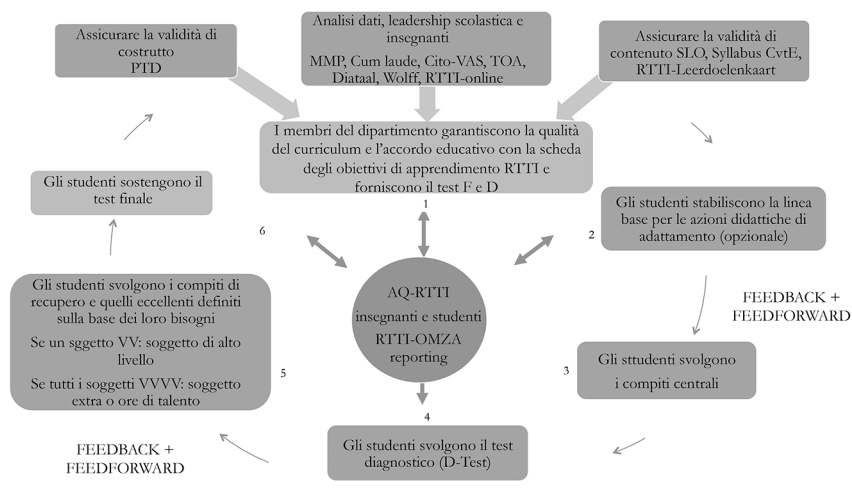 Assicurare la validità di
costrutto
PTD
Analisi dati, leadership scolastica e
insegnanti
MMP, Cum laude, Cito-VAS, TOA,
Diataal, Wolff, RTTI-online
Assicurare la validità di
contenuto SLO, Syllabus CvtE,
RTTI-Leerdoelenkaart
I membri del dipartimento garantiscono la qualità
del curriculum e l'accordo educativo con la scheda
degli obiettivi di apprendimento RTTI e
forniscono il test F e D
1
2
Gli studenti stabiliscono la linea
base per le azioni didattiche di
adattamento (opzionale)
FEEDBACK +
FEEDFORWARD
3
Gli sttudenti svolgono
i compiti centrali
AQ-RTTI
insegnanti e studenti
RTTI-OMZA
reporting
4
Gli studenti svolgono il test
diagnostico (D-Test)
FEEDBACK +
FEEDFORWARD
5
Gli studenti svolgono i compiti di
recupero e quelli eccellenti definiti
sulla base dei loro bisogni
Se un sggetto VV: soggetto di alto
livello
Se tutti i soggetti VVVV: soggetto
extra o ore di talento
6
Gli studenti sostengono il
test finale